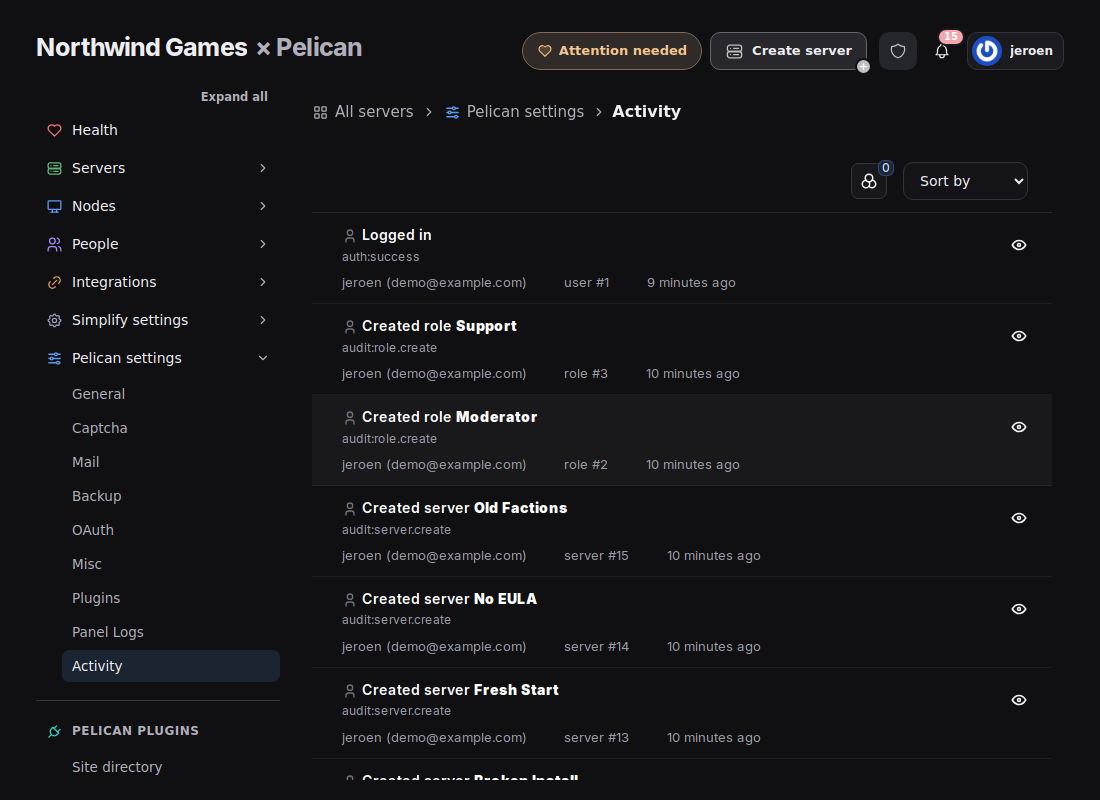 Northwind Games × Pelican
Attention needed
Create server
15
jeroen
Expand all
Health
Servers
Nodes
People
Integrations
Simplify settings
Pelican settings
General
Captcha
Mail
Backup
OAuth
Misc
Plugins
Panel Logs
Activity
PELICAN PLUGINS
Site directory
All servers > Pelican settings > Activity
0
Sort by
Logged in
auth:success
jeroen (demo@example.com) user #1 9 minutes ago
Created role Support
audit:role.create
jeroen (demo@example.com) role #3 10 minutes ago
Created role Moderator
audit:role.create
jeroen (demo@example.com) role #2 10 minutes ago
Created server Old Factions
audit:server.create
jeroen (demo@example.com) server #15 10 minutes ago
Created server No EULA
audit:server.create
jeroen (demo@example.com) server #14 10 minutes ago
Created server Fresh Start
audit:server.create
jeroen (demo@example.com) server #13 10 minutes ago
Created server Broken Install